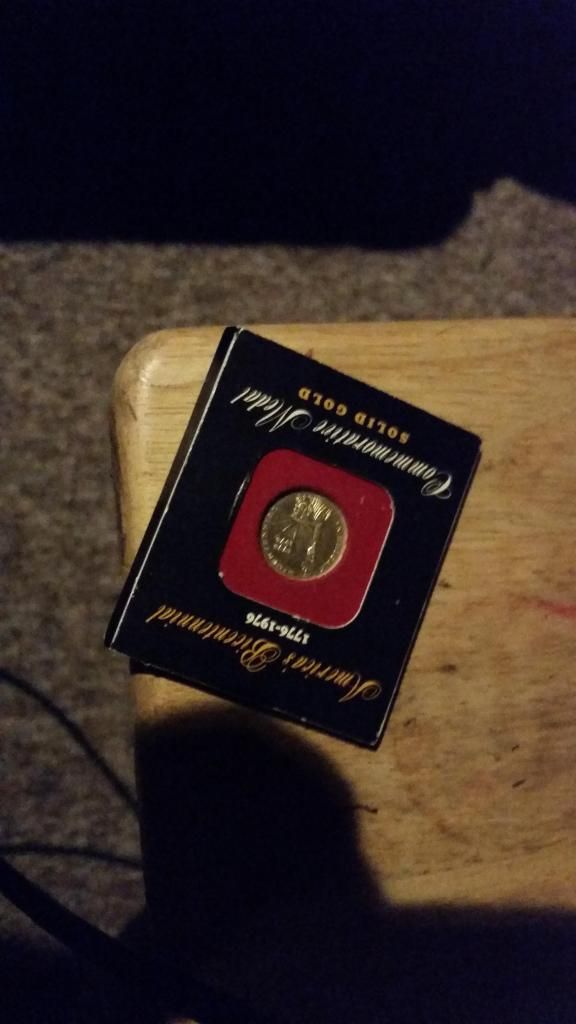 America's Bicentennial
1776-1976
Commemorative Medal
SOLID GOLD